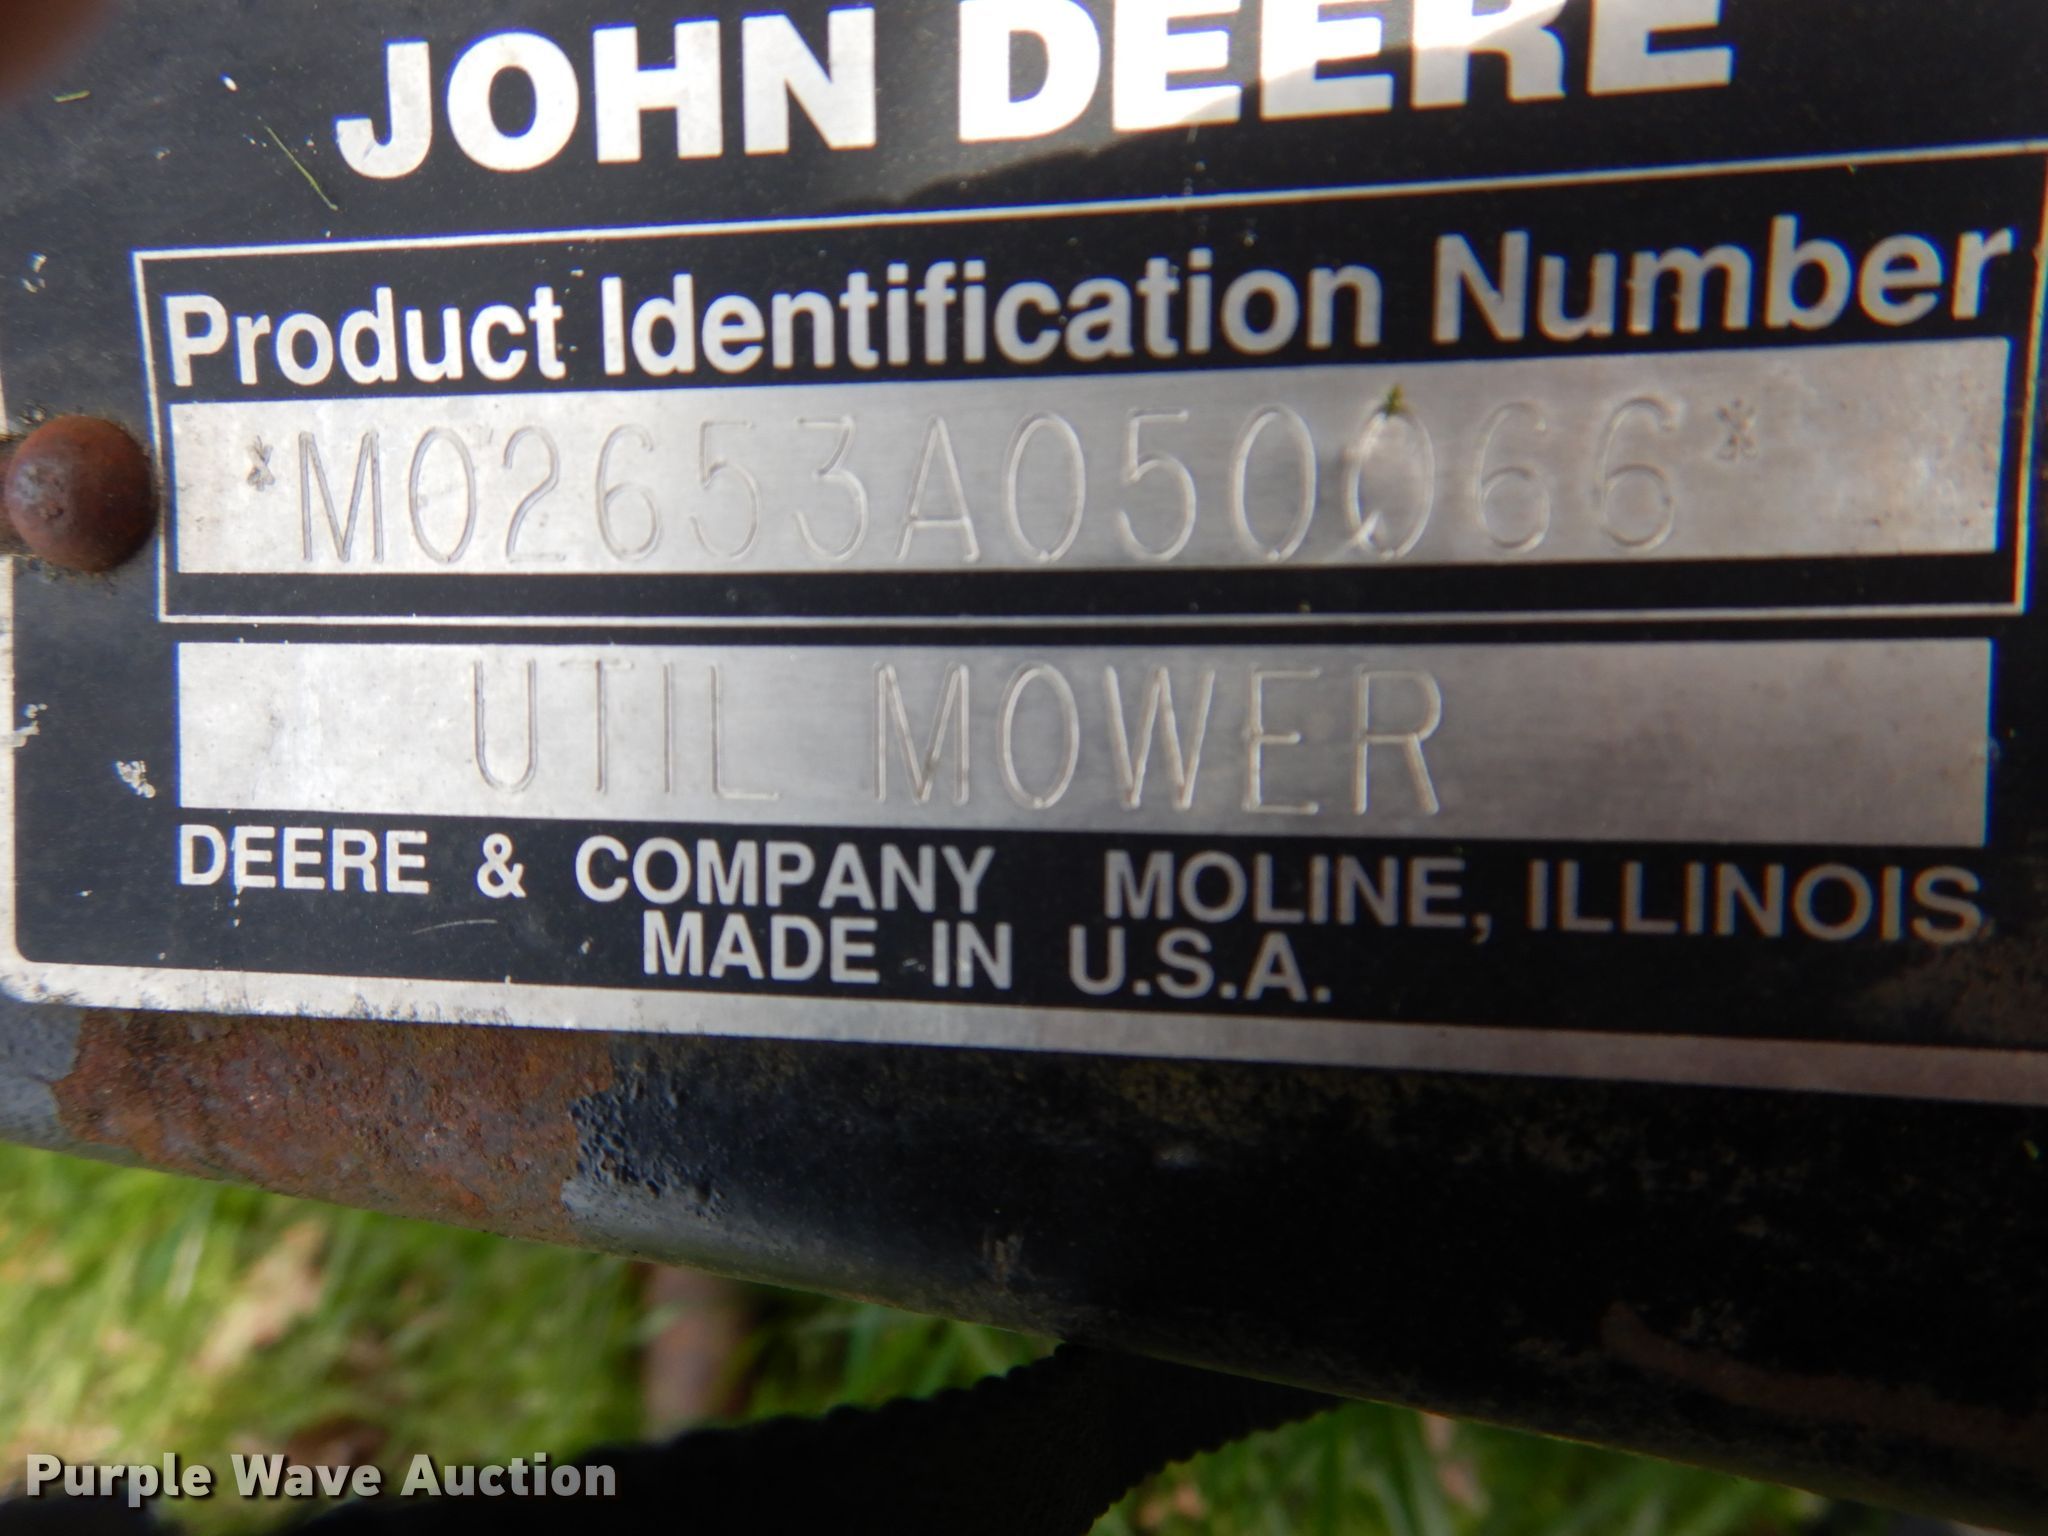 JOHN DEERE
Product Identification Number
*M02653A050066*
UTIL MOWER
DEERE & COMPANY MOLINE, ILLINOIS
MADE IN U.S.A.
Purple Wave Auction